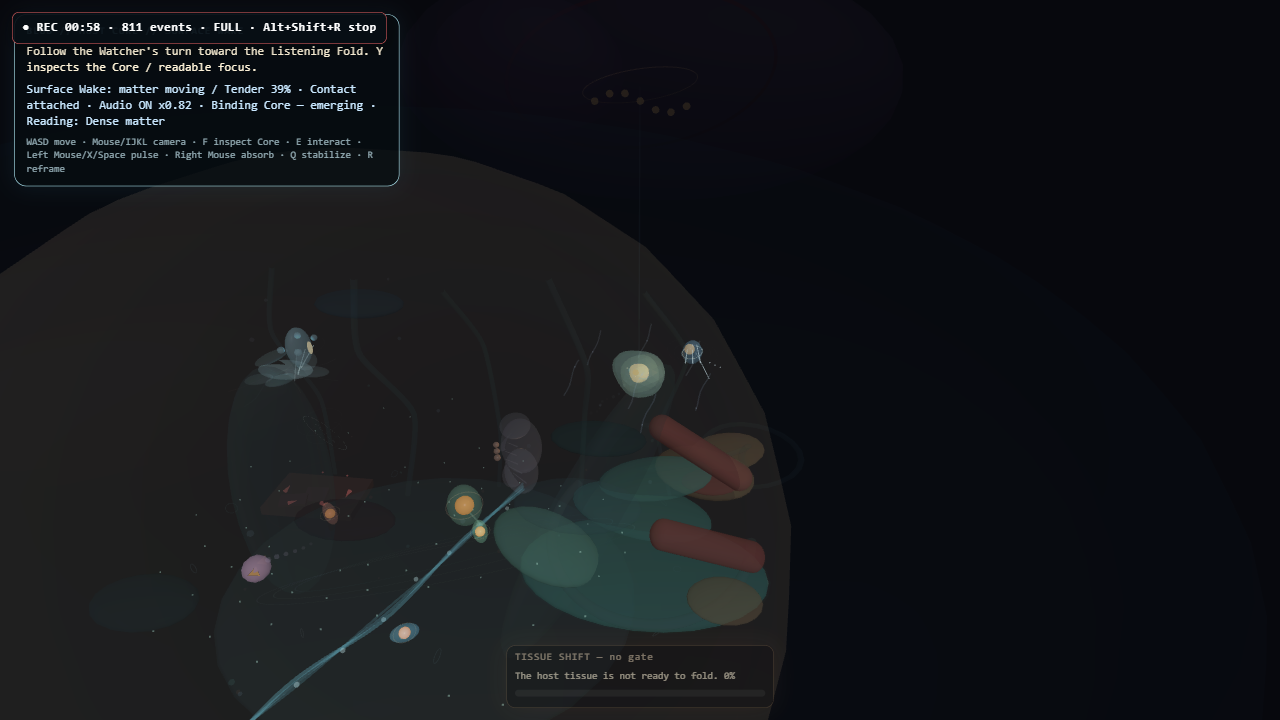 ● REC 00:58 · 811 events · FULL · Alt+Shift+R stop
Follow the Watcher's turn toward the Listening Fold. Y
inspects the Core / readable focus.
Surface Wake: matter moving / Tender 39% · Contact
attached · Audio ON x0.82 · Binding Core — emerging ·
Reading: Dense matter
WASD move · Mouse/IJKL camera · F inspect Core · E interact ·
Left Mouse/X/Space pulse · Right Mouse absorb · Q stabilize · R
reframe
TISSUE SHIFT — no gate
The host tissue is not ready to fold. 0%